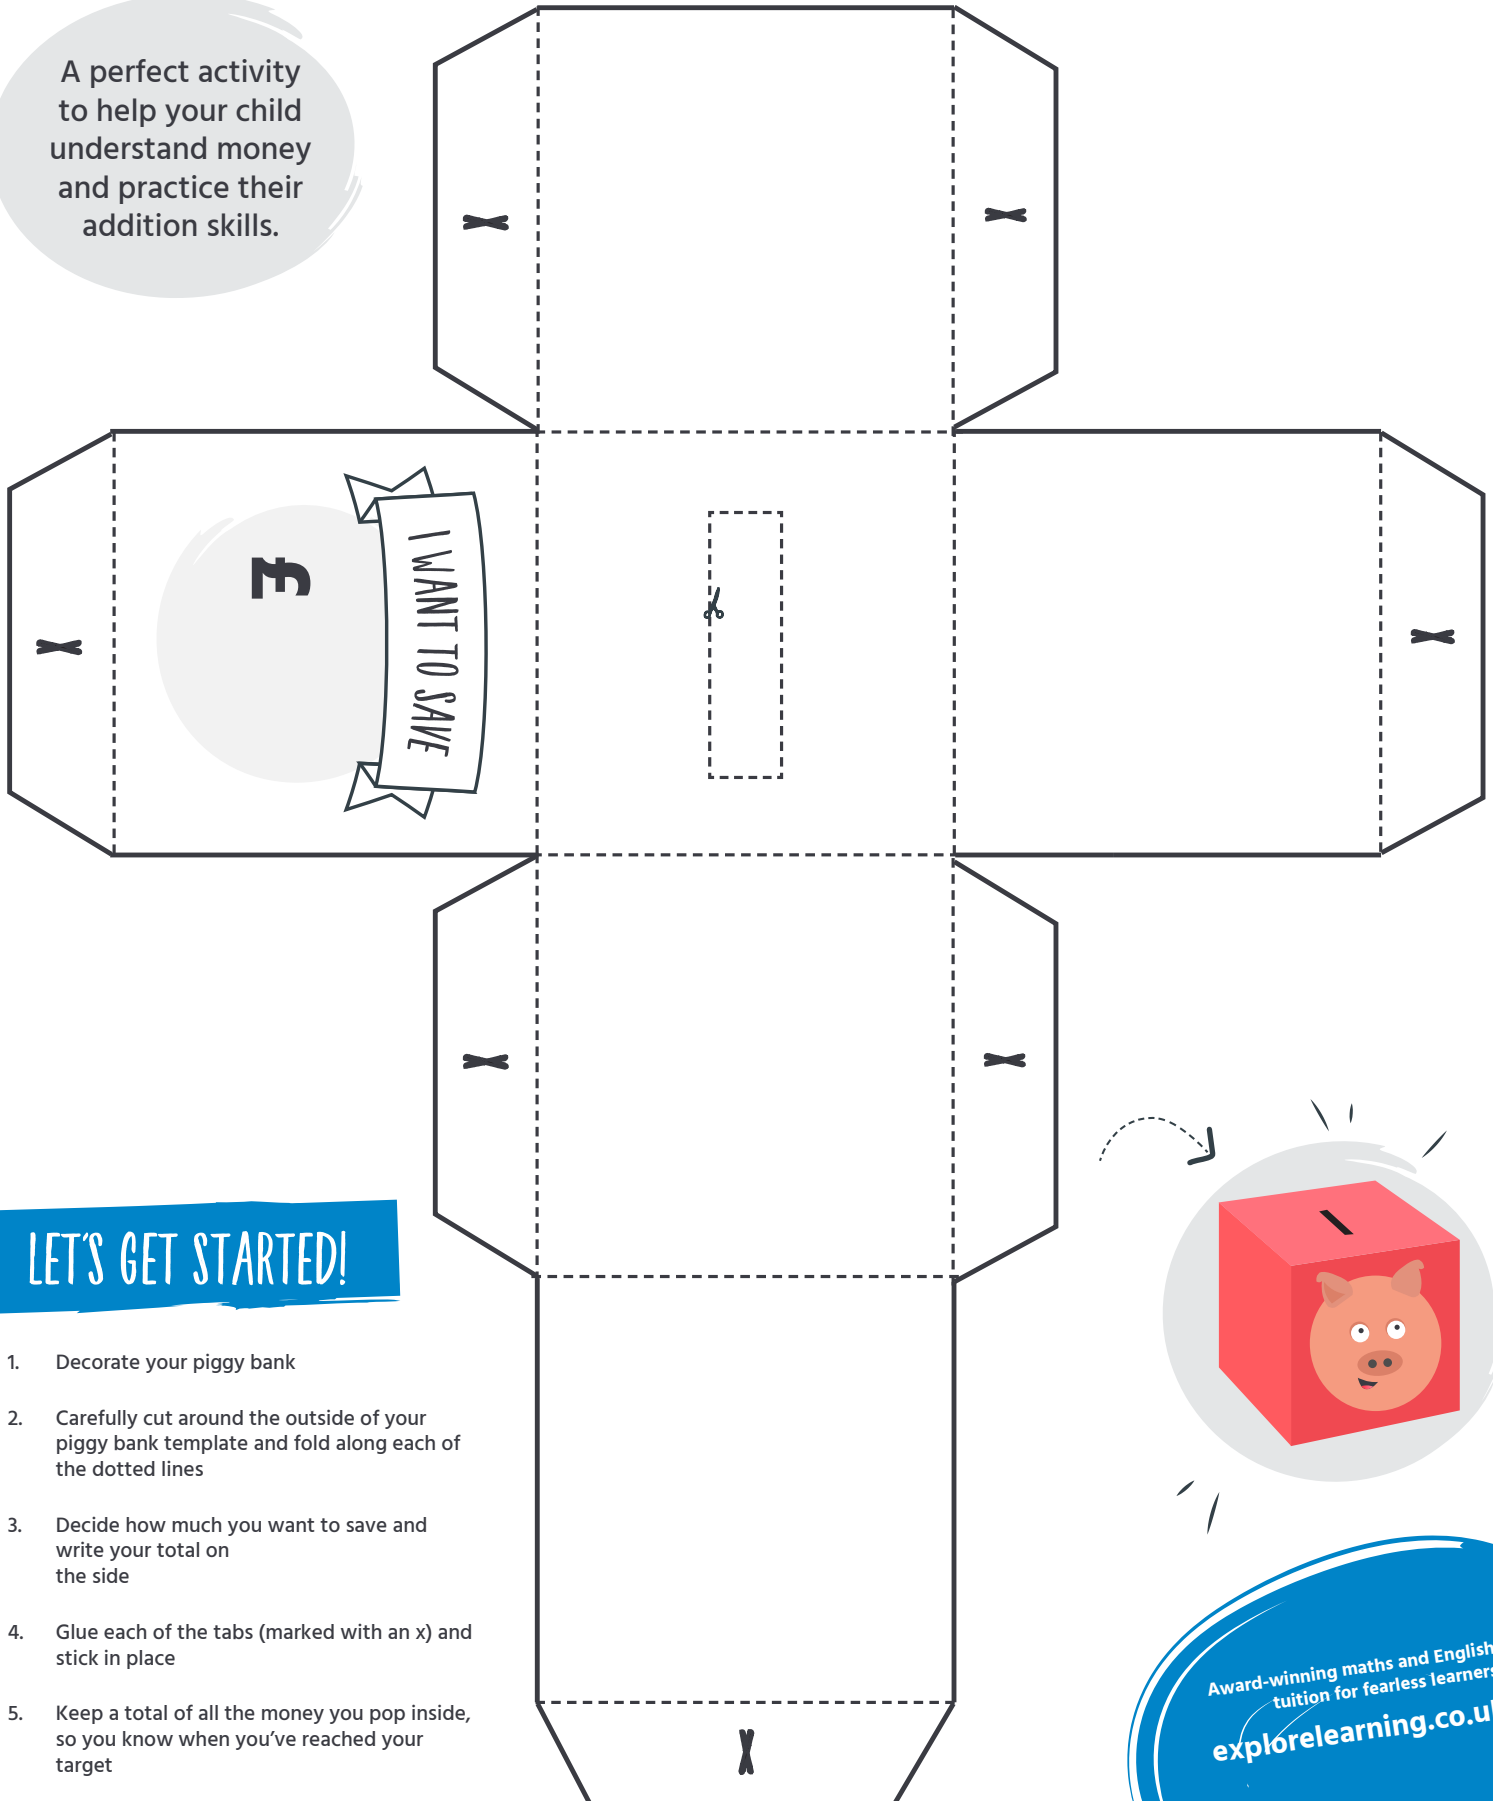 A perfect activity
to help your child
understand money
and practice their
addition skills.
x
x
x
£
I WANT TO SAVE
x
x
x
LET'S GET STARTED!
1. Decorate your piggy bank
2. Carefully cut around the outside of your
piggy bank template and fold along each of
the dotted lines
3. Decide how much you want to save and
write your total on
the side
4. Glue each of the tabs (marked with an x) and
stick in place
5. Keep a total of all the money you pop inside,
so you know when you've reached your
target
x
Award-winning maths and English
tuition for fearless learners
explorelearning.co.u